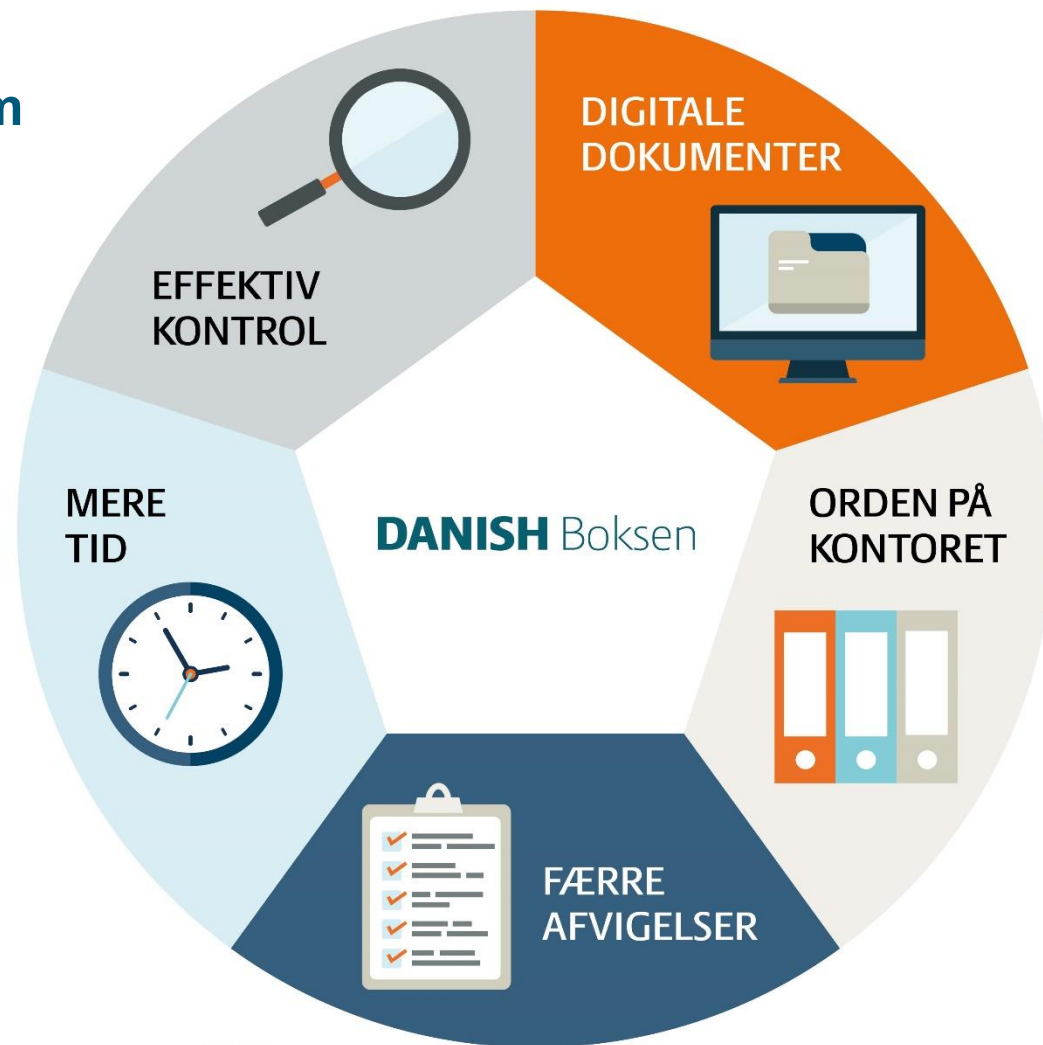 DIGITALE
DOKUMENTER
EFFEKTIV
KONTROL
MERE
TID
DANISH Boksen
ORDEN PÅ
KONTORET
FÆRRE
AFVIGELSER